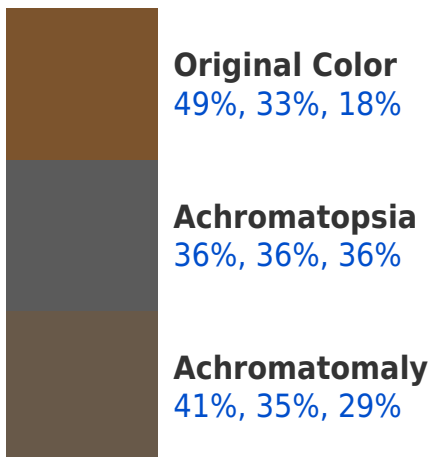 Original Color
49%, 33%, 18%
Achromatopsia
36%, 36%, 36%
Achromatomaly
41%, 35%, 29%